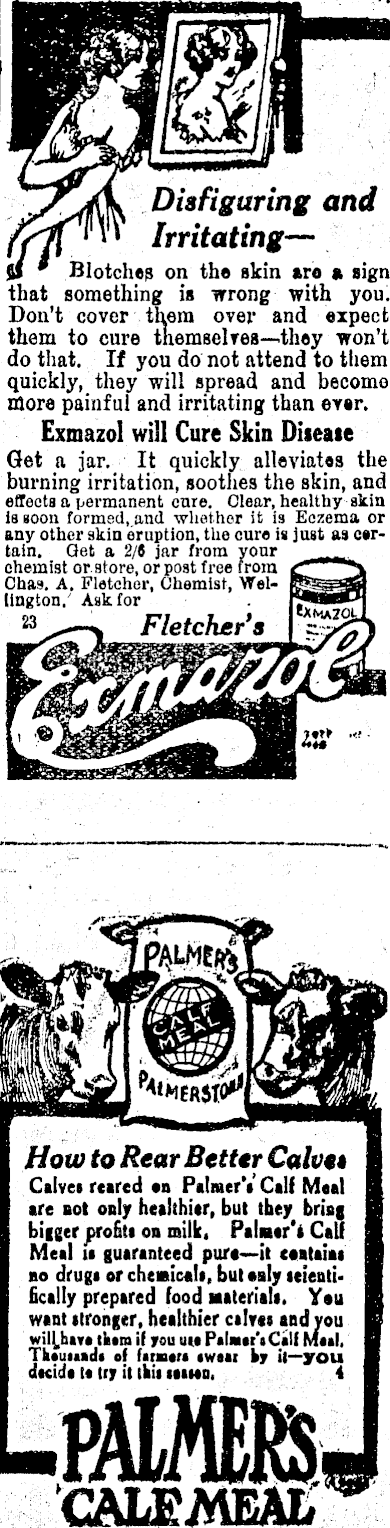 Disfiguring and
Irritating—
Blotches on the skin are a sign
that something is wrong with you.
Don't cover them over and expect
them to cure themselves—they won't
do that. If you do not attend to them
quickly, they will spread and become
more painful and irritating than ever.
Exmazol will Cure Skin Disease
Get a jar. It quickly alleviates the
burning irritation, soothes the skin, and
effects a permanent cure. Clear, healthy skin
is soon formed, and whether it is Eczema or
any other skin eruption, the cure is just as cer-
tain. Get a 2/6 jar from your
chemist or store, or post free from
Chas. A. Fletcher, Chemist, Wel-
lington. Ask for
23
Fletcher's
EXMAZOL
Exmazol
PALMER'S
CALF
MEAL
How to Rear Better Calves
Calves reared on Palmer's Calf Meal
are not only healthier, but they bring
bigger profits on milk. Palmer's Calf
Meal is guaranteed pure—it contains
no drugs or chemicals, but only scienti-
fically prepared food materials. You
want stronger, healthier calves and you
will have them if you use Palmer's Calf Meal.
Thousands of farmers swear by it—you
decide to try it this season. 4
PALMER'S
CALF MEAL